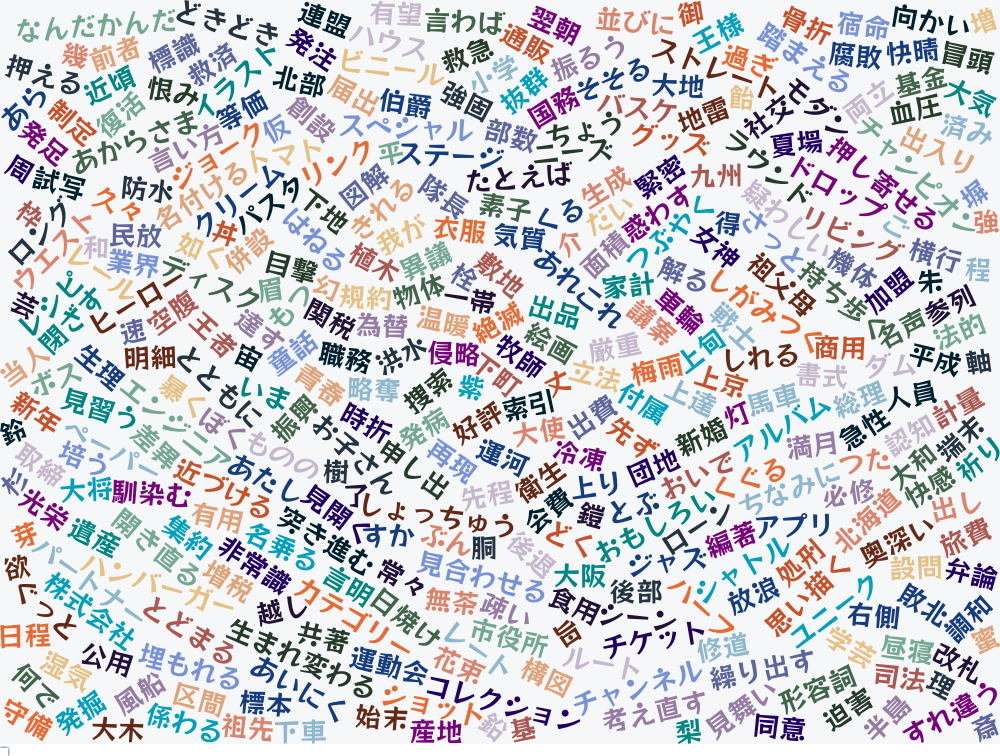 なんだかんだ
どきどき
連盟
有望
言わば
翌朝
並びに
御
王様
骨折
宿命
向かい
増
幾
前者
標識
救済
発注
ハウス
救急
通販
振るう
ストレート
過ぎ
踏まえる
腐敗
快晴
冒頭
押える
近頃
恨み
イラスト
北部
ビニール
小学
抜群
そそる
大地
モダン
両立
基金
大気
あら
制定
復活
等価
届出
伯爵
強固
国務
バスケ
地雷
飴
社交
血圧
済み
発足
あからさま
言い方
ジョーク
仮
創設
スペシャル
部数
ちょう
グッズ
ラウンド
夏場
チャンピオン
出入り
周
試写
防水
名付ける
トマト
リンク
平
ステージ
ニーズ
たとえば
緊密
九州
押し寄せる
ドロップ
堀
強
枠
久々
クリーム
パスタ
下地
図解
隊長
素子
くる
生成
だい
惑わす
疑わしい
リビング
ご
ロング
ウエスト
和
民放
如く
丼
併設
はねる
きれる
我が
衣服
気質
介
面積
つぶやく
得
さっと
機体
横行
程
業界
ビール
ディスク
目撃
植木
異議
柱
敷地
あれこれ
家計
解る
女神
祖父母
持ち歩く
加盟
朱
芸
ヒーロー
眉
もつ
幻
規約
物体
一帯
出品
車輪
しがみつく
名声
参列
法的
速
空腹
王者
違す
関税
為替
温暖
絶滅
絵画
議案
戦士
当人
生理
明細
宙
童話
職務
洪水
侵略
牧師
厳重
上旬
しれる
商用
ダム
平成
軸
ボス
エンジニア
暴く
とともに
いま
青春
略奪
搜索
紫
下町
丈
立法
梅雨
上京
書式
新年
見習う
ぼく
時折
発病
好評
索引
付属
上達
灯
馬車
総理
人員
鈴
ペーパー
差異
ものの
お子さん
申し出
再現
運河
大使
出費
先ず
新婚
アルバム
満月
急性
認知
計量
取締
培う
近づける
あたし
樹
先程
衛生
冷凍
上り
団地
おいで
くぐる
つた
大和
端末
祈り
杉
光栄
大将
馴染む
見開く
てしょっちゅう
会費
鎧
とぶ
おもしろい
ちなみに
必修
快感
出し
芽
遺産
開き直る
集約
有用
名乗る
突き進む
すか
ぶん
胴
後退
どく
ローン
編著
アプリ
北海道
奥深い
旅費
欲
パートナー
ハンバーガー
増税
非常識
言明
常々
見合わせる
大阪
後部
ジャズ
シャトル
処刑
設問
弁論
ぐっと
株式会社
とどまる
越し
カテゴリー
日焼け
無茶
疎い
食用
シーン
ハーフ
放浪
思い描く
ユニーク
右側
敗北
調和
日程
生まれ変わる
共著
運動会
レート
市役所
チケット
修道
学芸
昼寝
改札
蜜
何で
湿気
公用
埋もれる
あいにく
花束
構図
ルート
チャンネル
繰り出す
形容詞
司法
理
守備
発掘
風船
区間
標本
ショット
コレクション
考え直す
見舞い
迫害
半島
すれ違う
大木
係わる
祖先
下車
始末
産地
鈴
基
梨
同意
斎